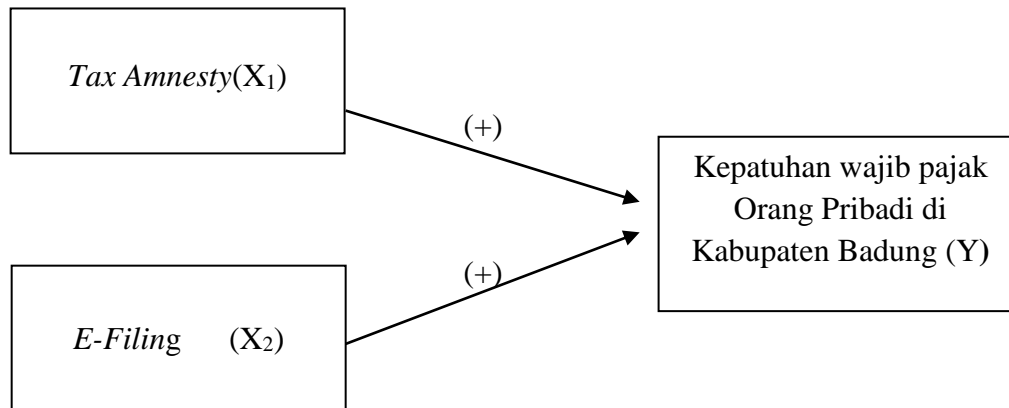 Tax Amnesty(X₁)
(+)
Kepatuhan wajib pajak
Orang Pribadi di
Kabupaten Badung (Y)
(+)
E-Filing (X₂)